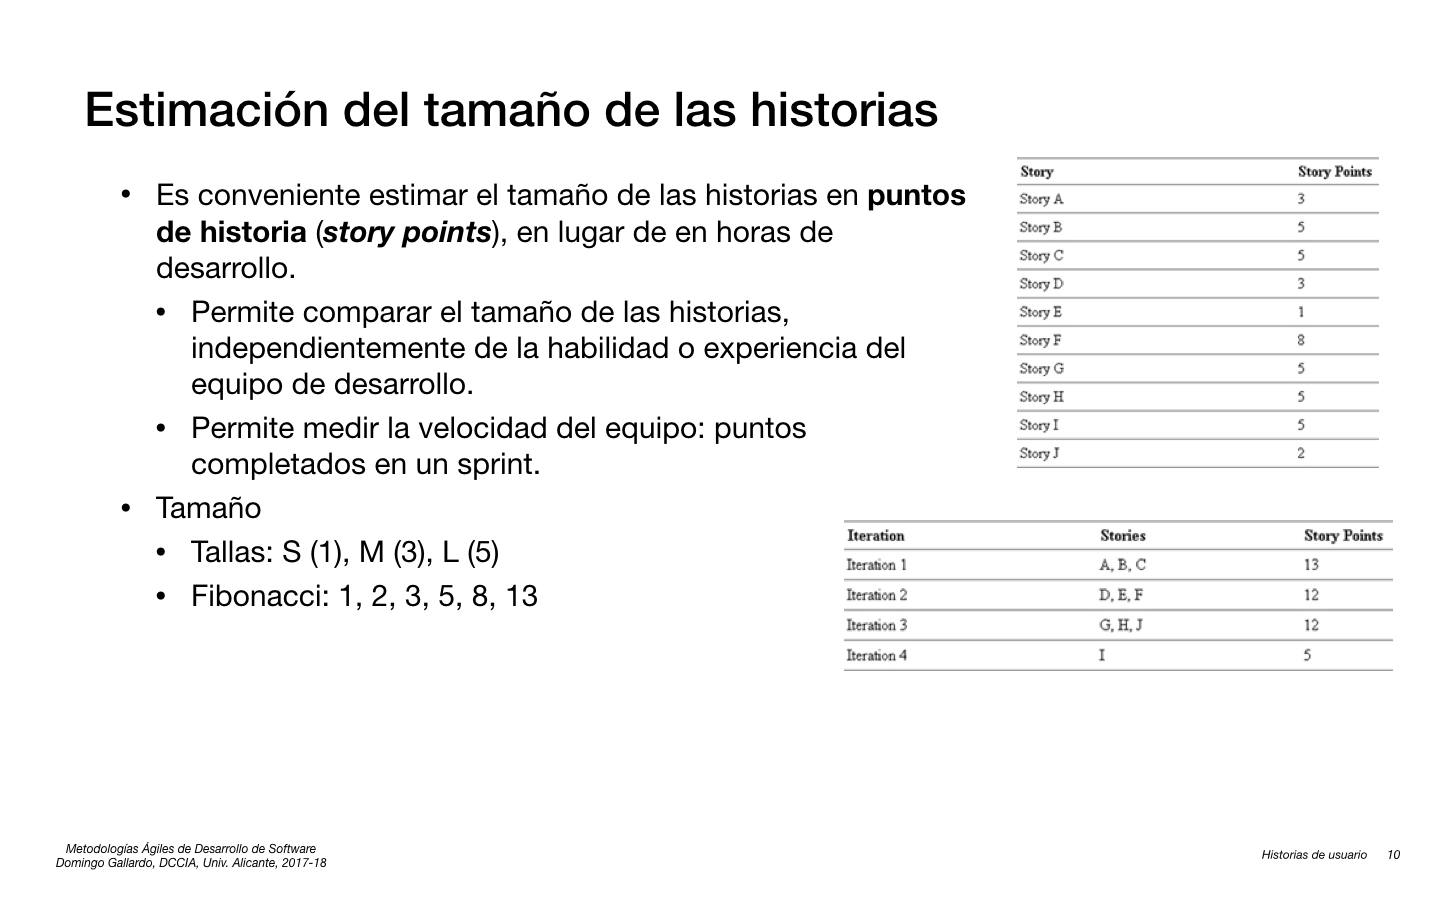 Estimación del tamaño de las historias
• Es conveniente estimar el tamaño de las historias en puntos
de historia (story points), en lugar de en horas de
desarrollo.
• Permite comparar el tamaño de las historias,
independientemente de la habilidad o experiencia del
equipo de desarrollo.
• Permite medir la velocidad del equipo: puntos
completados en un sprint.
• Tamaño
• Tallas: S (1), M (3), L (5)
• Fibonacci: 1, 2, 3, 5, 8, 13
Story Story Points
Story A 3
Story B 5
Story C 5
Story D 3
Story E 1
Story F 8
Story G 5
Story H 5
Story I 5
Story J 2
Iteration Stories Story Points
Iteration 1 A, B, C 13
Iteration 2 D, E, F 12
Iteration 3 G, H, J 12
Iteration 4 I 5
Metodologías Ágiles de Desarrollo de Software
Domingo Gallardo, DCCIA, Univ. Alicante, 2017-18
Historias de usuario 10